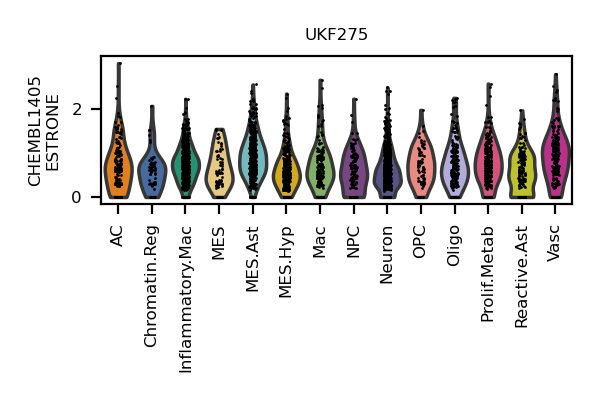 UKF275
CHEMBL1405
ESTRONE
2
0
AC
Chromatin.Reg
Inflammatory.Mac
MES
MES.Ast
MES.Hyp
Mac
NPC
Neuron
OPC
Oligo
Prolif.Metab
Reactive.Ast
Vasc